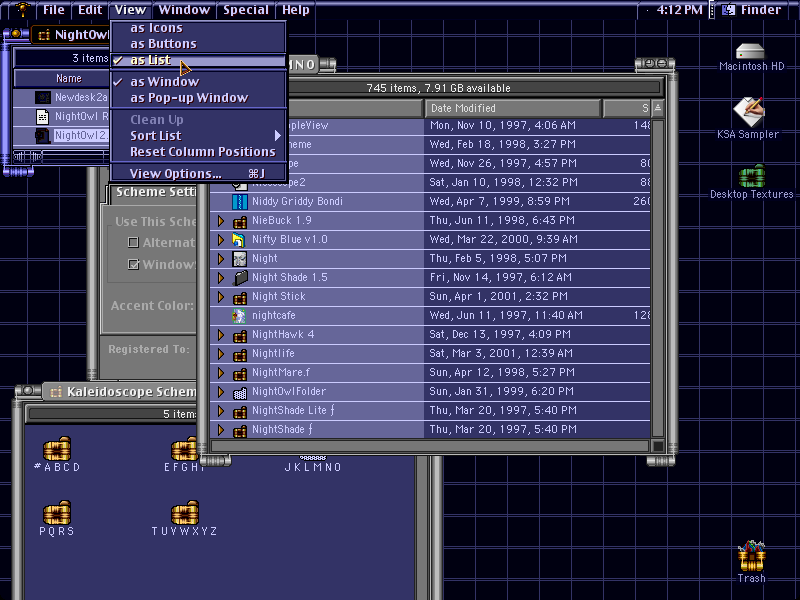 File Edit View Window Special Help 4:12 PM Finder
as Icons
as Buttons
as List
as Window
as Pop-up Window
Clean Up
Sort List
Reset Column Positions
View Options... ⌘J
NightOwl
3 items
Name
Newdesk2a
NightOwl R
NightOwl2.
Scheme Setti
Use This Sche
Alternat
Window
Accent Color:
Registered To:
MNO
745 items, 7.91 GB available
Date Modified S
ppleView Mon, Nov 10, 1997, 4:06 AM 148
heme Wed, Feb 18, 1998, 3:27 PM
pe Wed, Nov 26, 1997, 4:57 PM 80
Sat, Jan 10, 1998, 12:32 PM 88
Niddy Griddy Bondi Wed, Apr 7, 1999, 8:59 PM 260
NieBuck 1.9 Thu, Jun 11, 1998, 6:43 PM
Nifty Blue v1.0 Wed, Mar 22, 2000, 9:39 AM
Night Thu, Feb 5, 1998, 5:07 PM
Night Shade 1.5 Fri, Nov 14, 1997, 6:12 AM
Night Stick Sun, Apr 1, 2001, 2:32 PM
nightcafe Wed, Jun 11, 1997, 11:40 AM 128
NightHawk 4 Sat, Dec 13, 1997, 4:09 PM
Nightlife Sat, Mar 3, 2001, 12:39 AM
NightMare.f Sun, Apr 12, 1998, 5:27 PM
NightOwlFolder Sun, Jan 31, 1999, 6:20 PM
NightShade Lite ƒ Thu, Mar 20, 1997, 5:40 PM
NightShade ƒ Thu, Mar 20, 1997, 5:40 PM
Kaleidoscope Schem
5 items
#ABCD EFGHI JKLMNO
PQRS TUVWXYZ
Macintosh HD
KSA Sampler
Desktop Textures
Trash